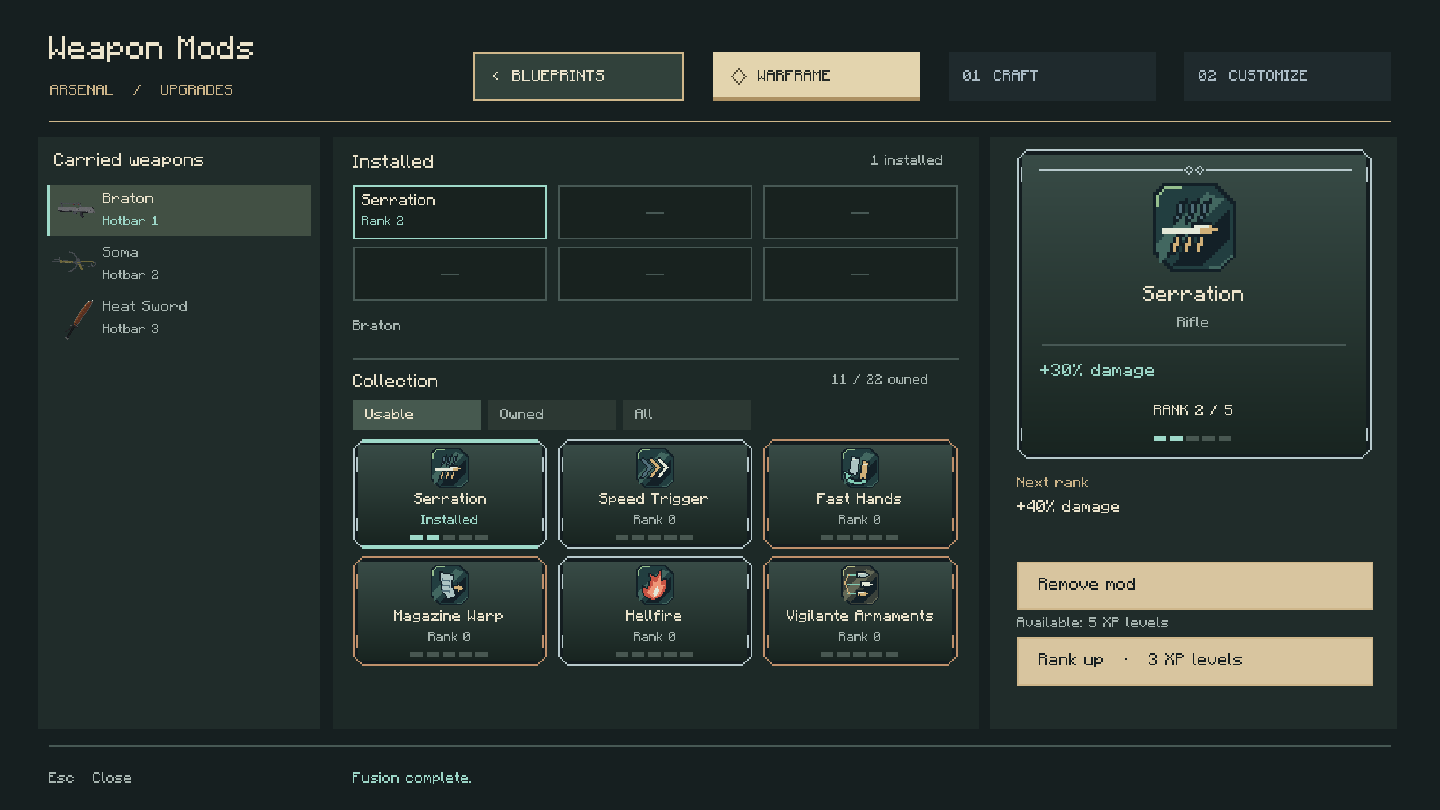 Weapon Mods
ARSENAL / UPGRADES
‹ BLUEPRINTS
WARFRAME
01 CRAFT
02 CUSTOMIZE
Carried weapons
Braton
Hotbar 1
Soma
Hotbar 2
Heat Sword
Hotbar 3
Installed
1 installed
Serration
Rank 2
—
—
—
—
—
Braton
Collection
11 / 22 owned
Usable
Owned
All
Serration
Installed
Speed Trigger
Rank 0
Fast Hands
Rank 0
Magazine Warp
Rank 0
Hellfire
Rank 0
Vigilante Armaments
Rank 0
Serration
Rifle
+30% damage
RANK 2 / 5
Next rank
+40% damage
Remove mod
Available: 5 XP levels
Rank up · 3 XP levels
Esc Close
Fusion complete.